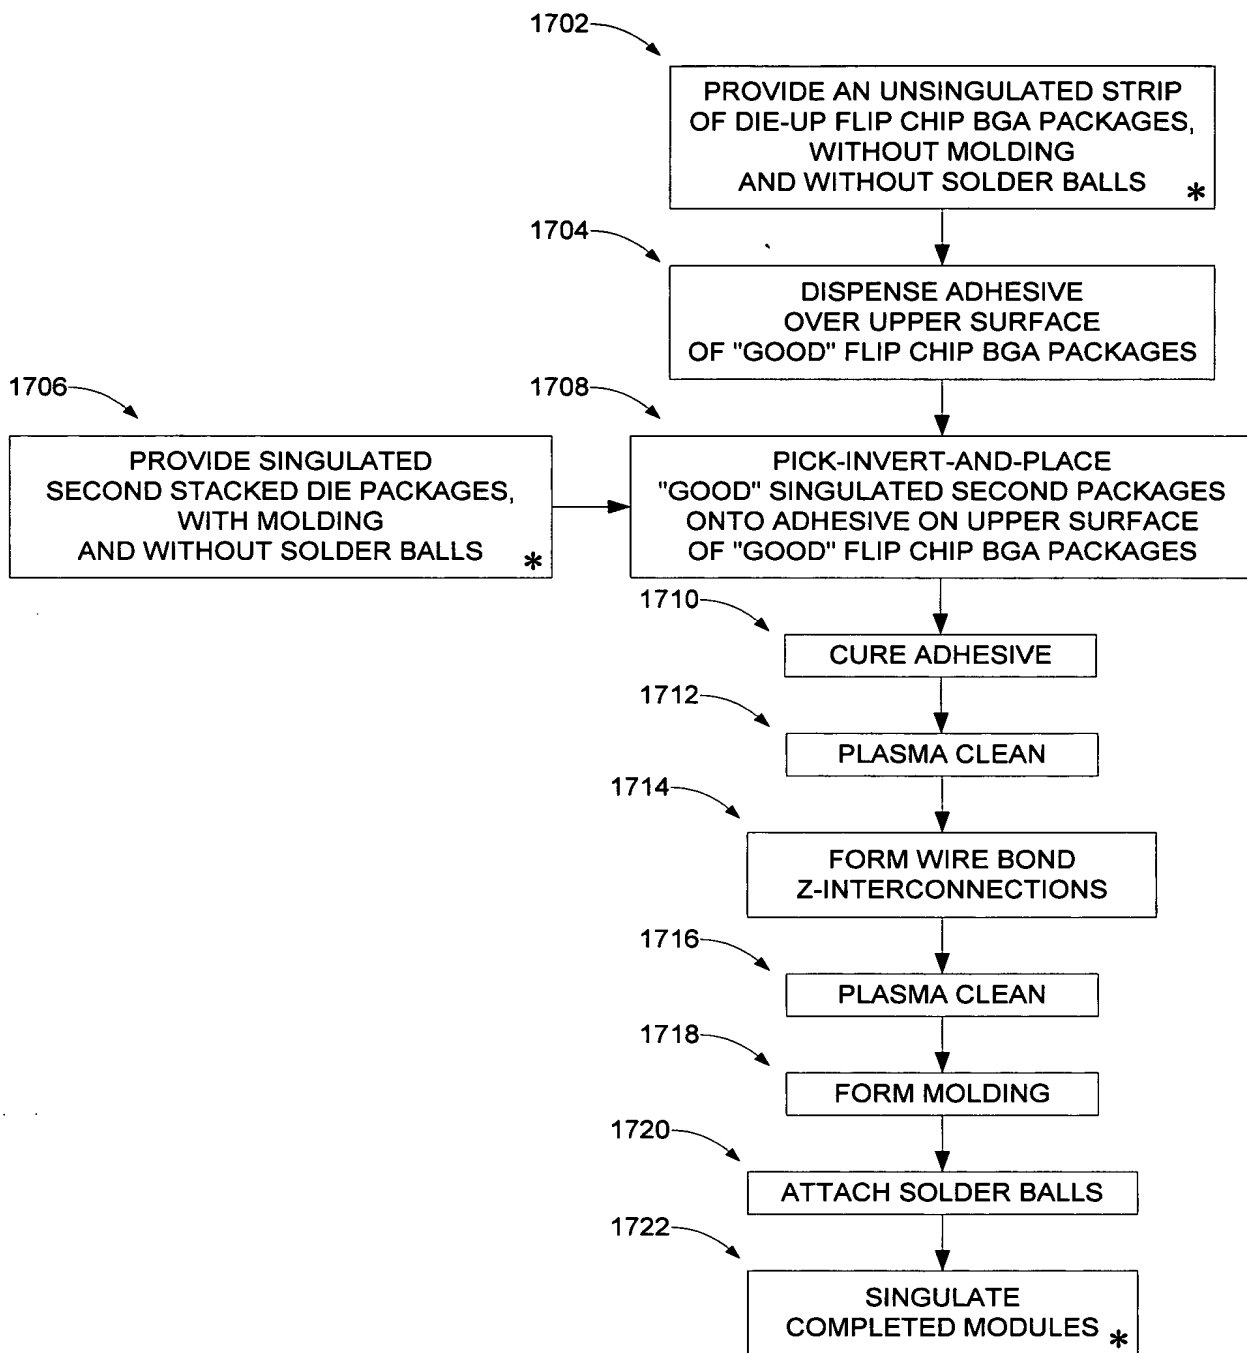 1702
PROVIDE AN UNSINGULATED STRIP
OF DIE-UP FLIP CHIP BGA PACKAGES,
WITHOUT MOLDING
AND WITHOUT SOLDER BALLS *
1704
DISPENSE ADHESIVE
OVER UPPER SURFACE
OF "GOOD" FLIP CHIP BGA PACKAGES
1706
PROVIDE SINGULATED
SECOND STACKED DIE PACKAGES,
WITH MOLDING
AND WITHOUT SOLDER BALLS *
1708
PICK-INVERT-AND-PLACE
"GOOD" SINGULATED SECOND PACKAGES
ONTO ADHESIVE ON UPPER SURFACE
OF "GOOD" FLIP CHIP BGA PACKAGES
1710
CURE ADHESIVE
1712
PLASMA CLEAN
1714
FORM WIRE BOND
Z-INTERCONNECTIONS
1716
PLASMA CLEAN
1718
FORM MOLDING
1720
ATTACH SOLDER BALLS
1722
SINGULATE
COMPLETED MODULES *